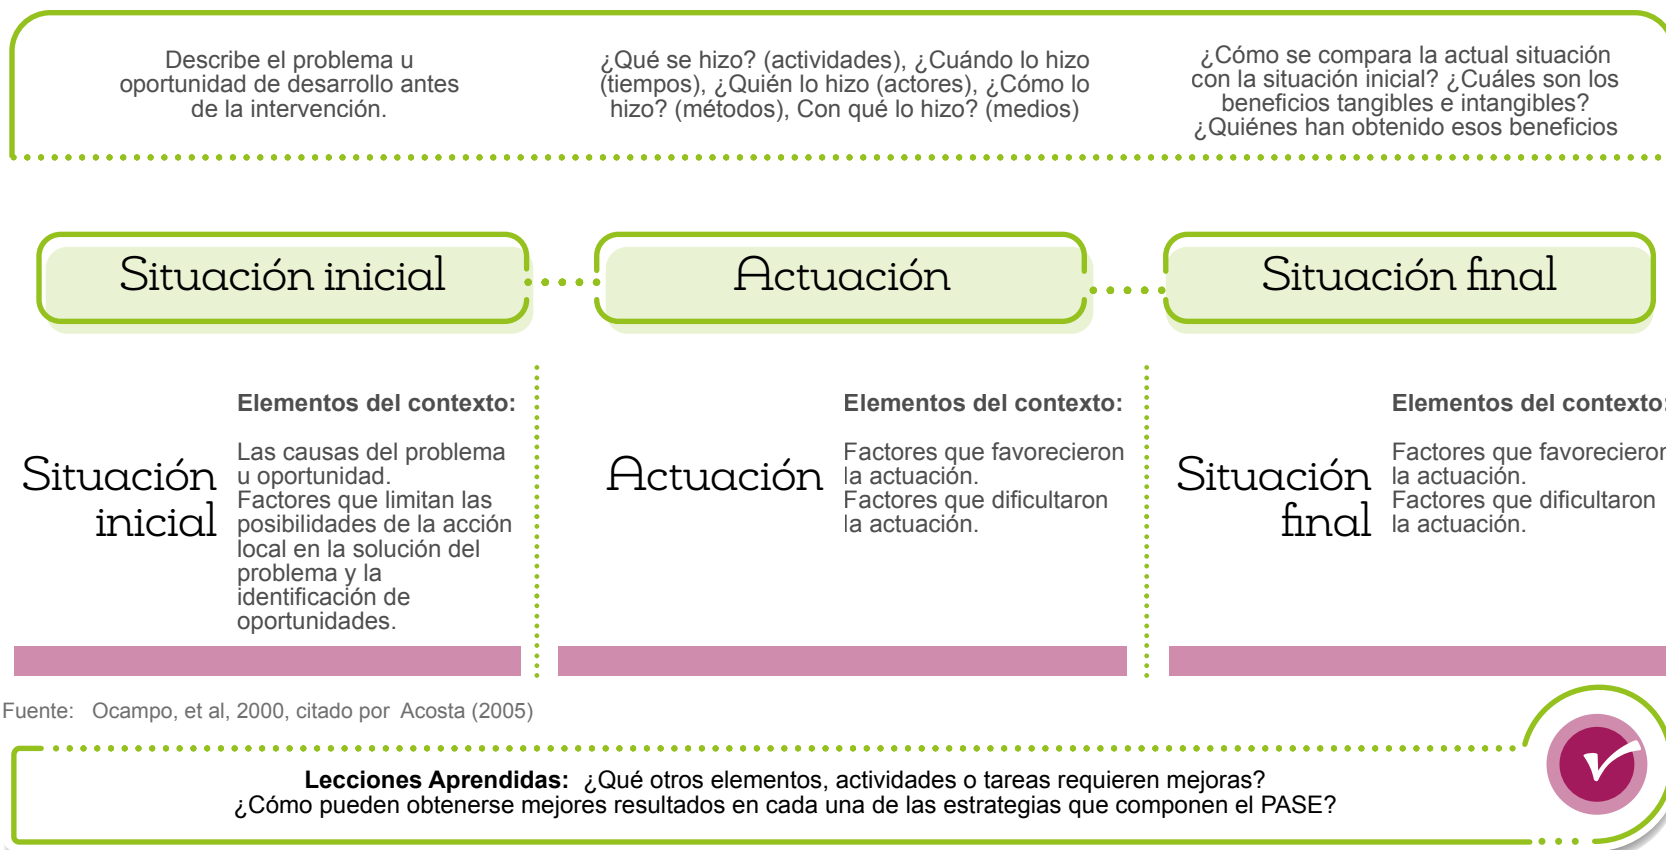 Describe el problema u
oportunidad de desarrollo antes
de la intervención.
¿Qué se hizo? (actividades), ¿Cuándo lo hizo
(tiempos), ¿Quién lo hizo (actores), ¿Cómo lo
hizo? (métodos), Con qué lo hizo? (medios)
¿Cómo se compara la actual situación
con la situación inicial? ¿Cuáles son los
beneficios tangibles e intangibles?
¿Quiénes han obtenido esos beneficios
Situación inicial
Actuación
Situación final
Situación
inicial
Elementos del contexto:
Las causas del problema
u oportunidad.
Factores que limitan las
posibilidades de la acción
local en la solución del
problema y la
identificación de
oportunidades.
Actuación
Elementos del contexto:
Factores que favorecieron
la actuación.
Factores que dificultaron
la actuación.
Situación
final
Elementos del contexto:
Factores que favorecieron
la actuación.
Factores que dificultaron
la actuación.
Fuente: Ocampo, et al, 2000, citado por Acosta (2005)
Lecciones Aprendidas: ¿Qué otros elementos, actividades o tareas requieren mejoras?
¿Cómo pueden obtenerse mejores resultados en cada una de las estrategias que componen el PASE?